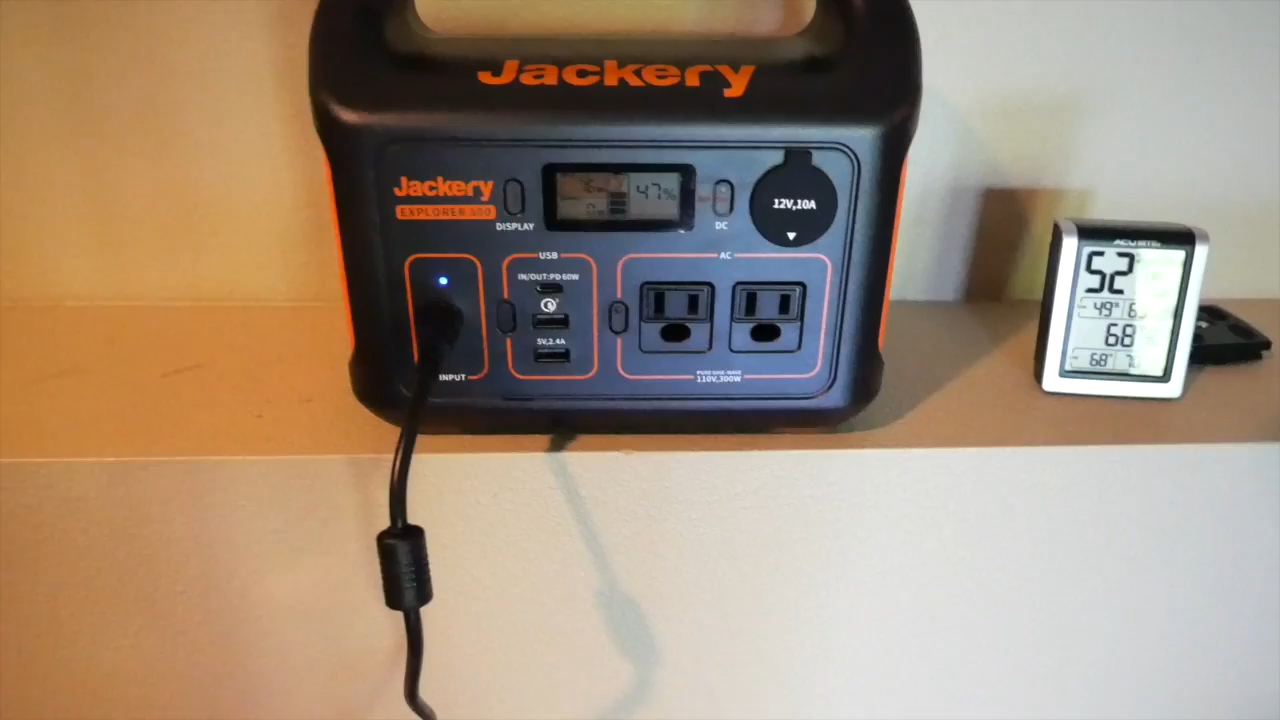 Jackery
Jackery
EXPLORER 300
DISPLAY
47%
DC
12V,10A
USB
IN/OUT:PD 60W
5V,2.4A
AC
INPUT
PURE SINE-WAVE
110V,300W
ACURITE
52
49%
68
68°